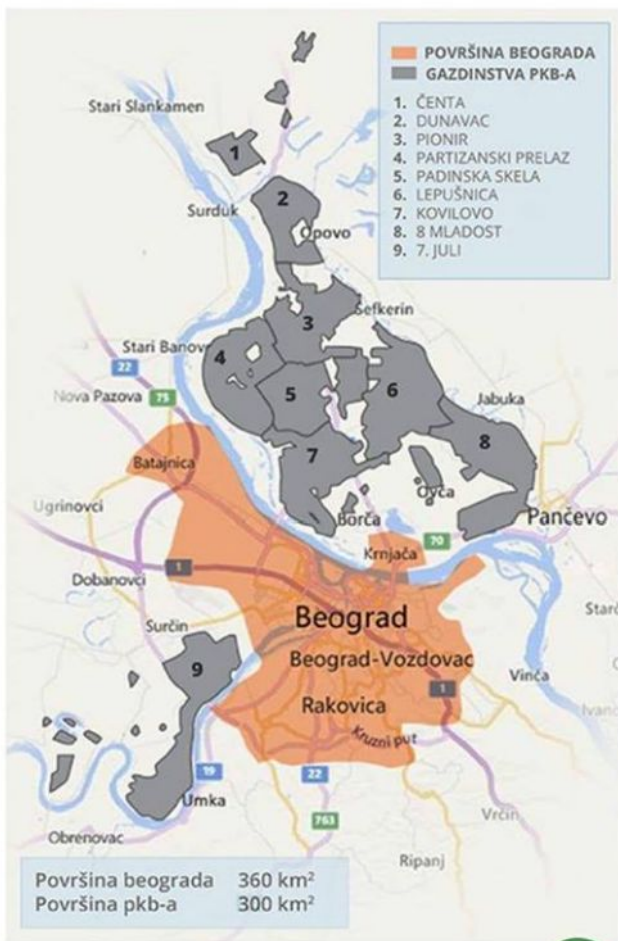 POVRŠINA BEOGRADA
GAZDINSTVA PKB-A
1. ČENTA
2. DUNAVAC
3. PIONIR
4. PARTIZANSKI PRELAZ
5. PADINSKA SKELA
6. LEPUŠNICA
7. KOVILOVO
8. 8 MLADOST
9. 7. JULI
Stari Slankamen
1
2
Surduk
Opovo
3
Sefkerin
Stari Banov
4
22
5
6
Nova Pazova
75
Jabuka
7
8
Batajnica
Ovča
Ugrinovci
Borča
Pančevo
70
Krnjača
1
Dobanovci
Beograd
Starč
Surčin
Beograd-Vozdovac
9
Vinča
1
Rakovica
Ivano
Kruzni put
19
22
Umka
763
Vrčin
Obrenovac
Ripanj
Površina beograda 360 km²
Površina pkb-a 300 km²